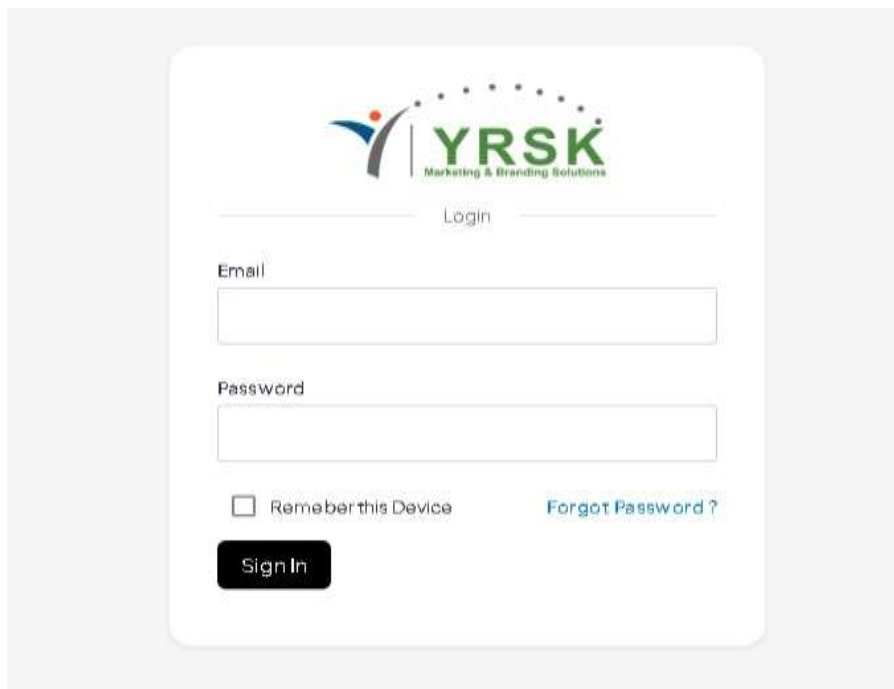 YRSK
Marketing & Branding Solutions
Login
Email
Password
Remeber this Device
Forgot Password ?
Sign In